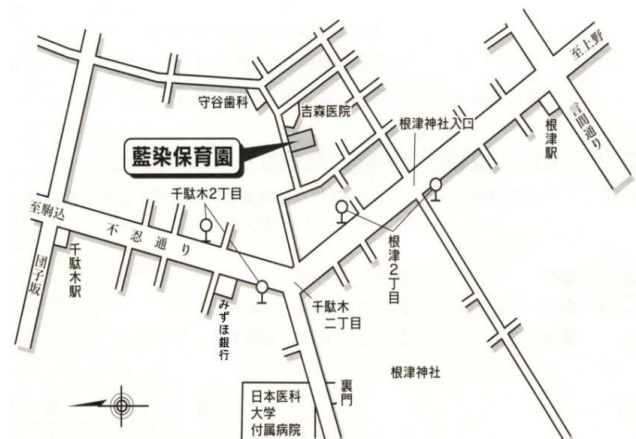 至上野
言問通り
根津駅
守谷歯科
吉森医院
根津神社入口
藍染保育園
千駄木2丁目
至駒込
不忍通り
団子坂
千駄木駅
みずほ銀行
根津2丁目
千駄木
二丁目
根津神社
裏門
日本医科
大学
付属病院